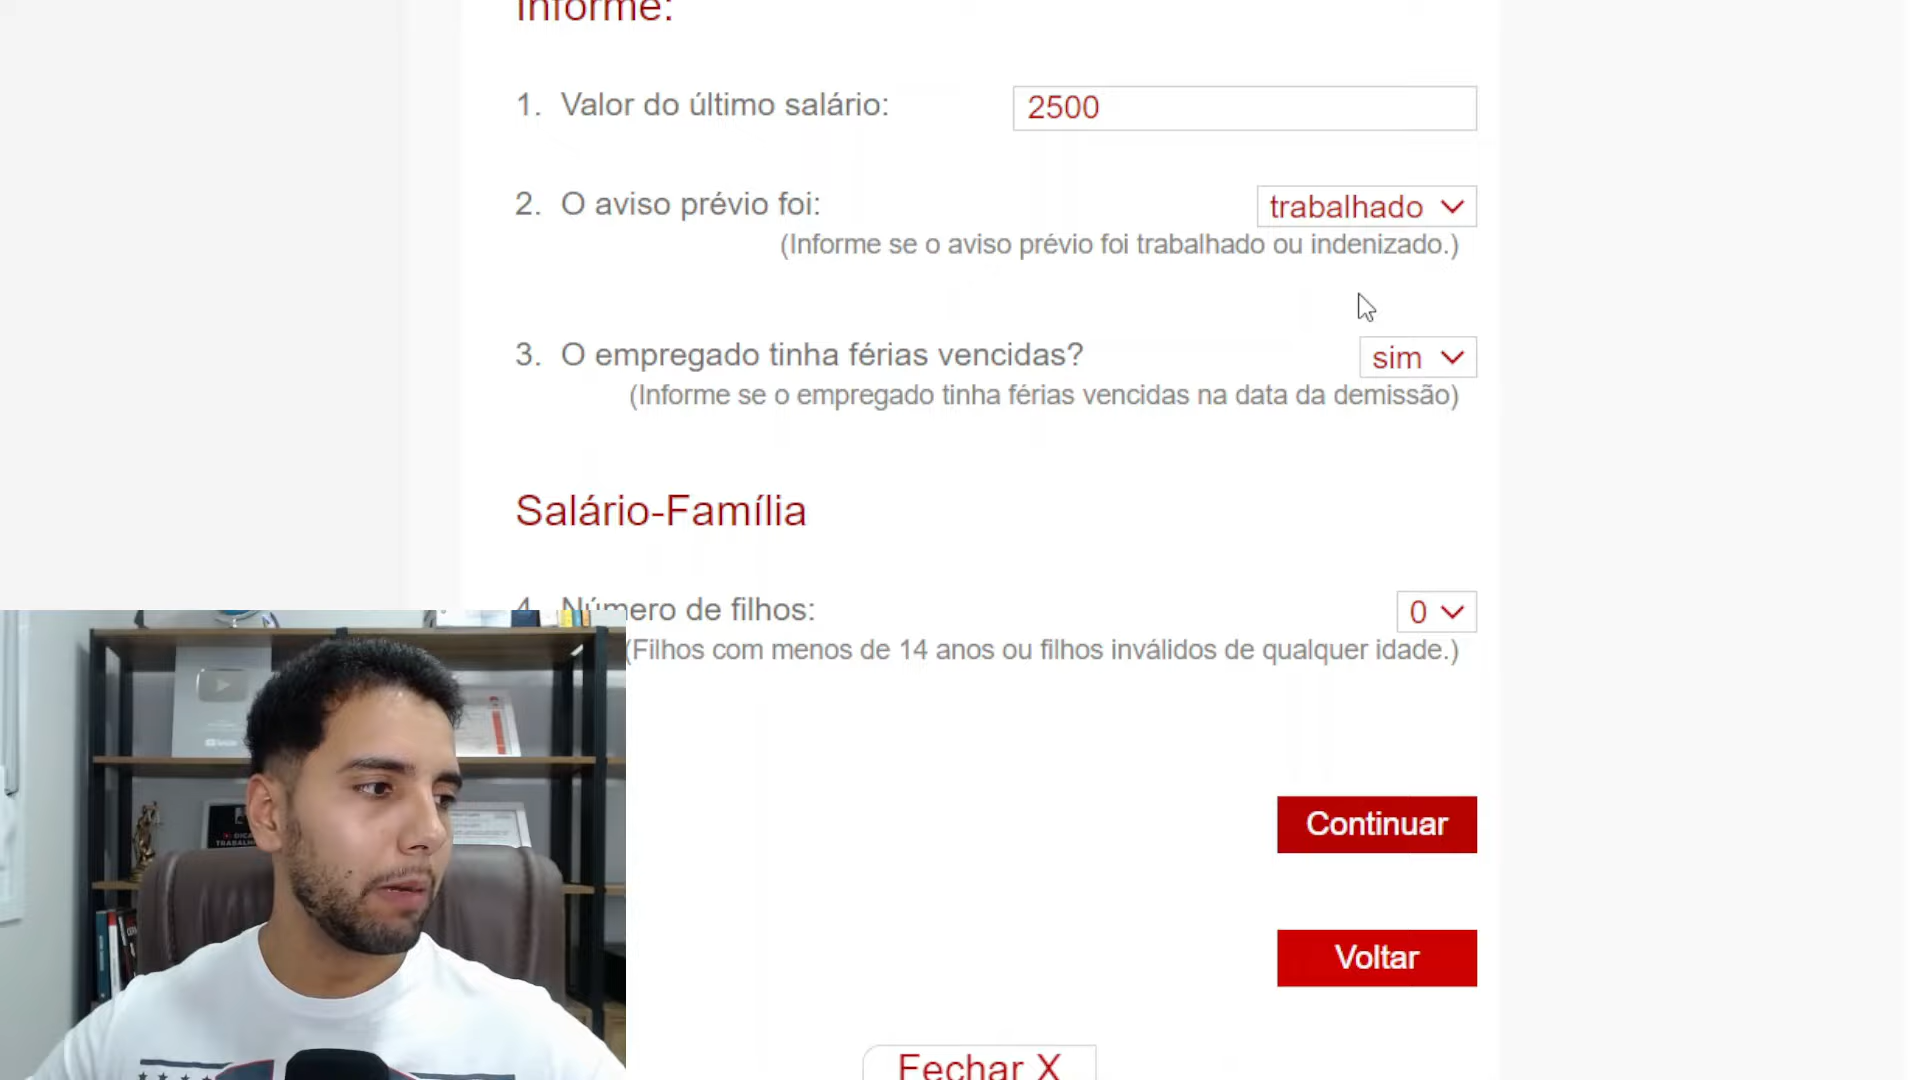 Informe:
1. Valor do último salário:
2500
2. O aviso prévio foi:
trabalhado
(Informe se o aviso prévio foi trabalhado ou indenizado.)
3. O empregado tinha férias vencidas?
sim
(Informe se o empregado tinha férias vencidas na data da demissão)
Salário-Família
4. Número de filhos:
0
(Filhos com menos de 14 anos ou filhos inválidos de qualquer idade.)
Continuar
Voltar
Fechar X